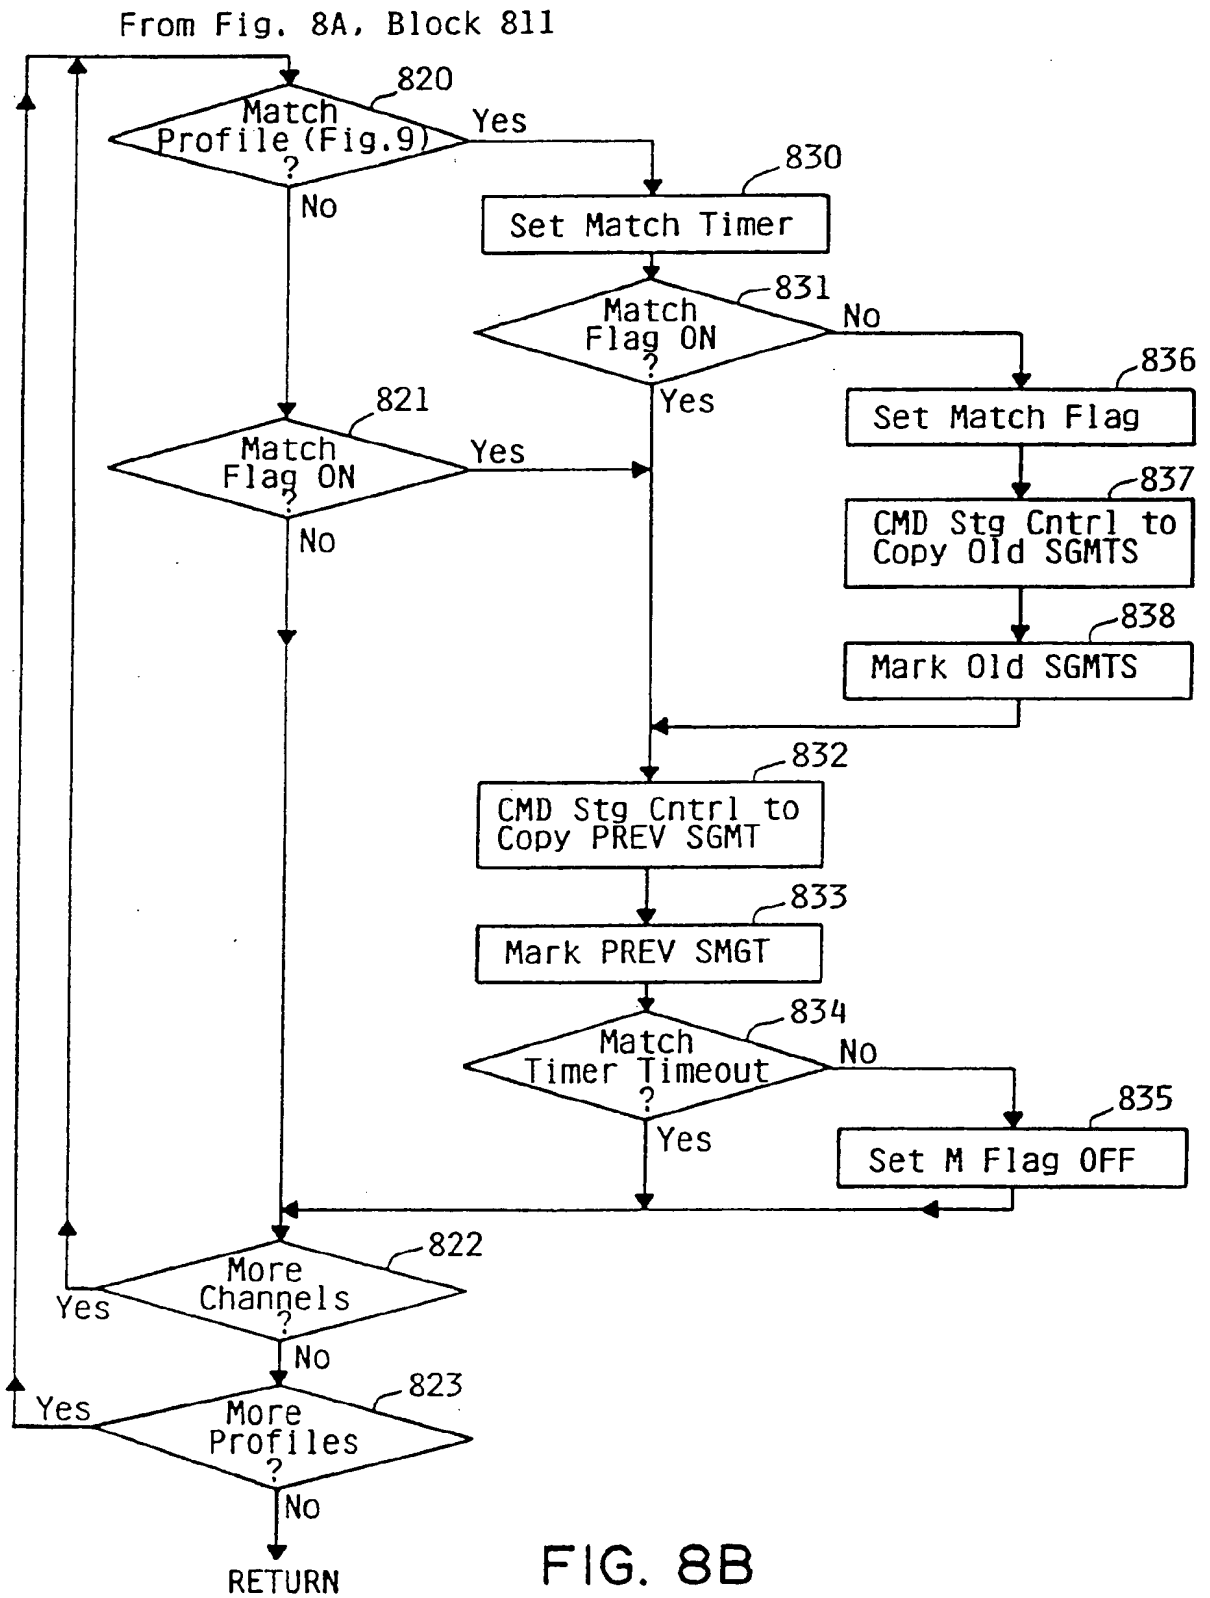 From Fig. 8A, Block 811
820
Match
Profile (Fig.9)
?
Yes
No
830
Set Match Timer
831
Match
Flag ON
?
No
Yes
836
Set Match Flag
821
Match
Flag ON
?
Yes
No
837
CMD Stg Cntrl to
Copy Old SGMTS
838
Mark Old SGMTS
832
CMD Stg Cntrl to
Copy PREV SGMT
833
Mark PREV SMGT
834
Match
Timer Timeout
?
No
Yes
835
Set M Flag OFF
822
More
Channels
?
Yes
No
823
More
Profiles
?
Yes
No
RETURN
FIG. 8B